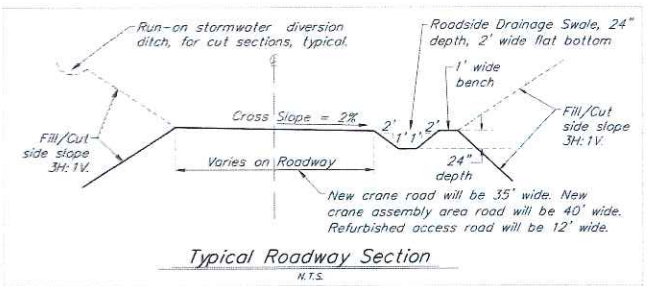 Run-on stormwater diversion
ditch, for cut sections, typical.
Roadside Drainage Swale, 24"
depth, 2' wide flat bottom
1' wide
bench
Cross Slope = 2%
2'
1'
1'
2'
Fill/Cut
side slope
3H:1V.
Fill/Cut
side slope
3H:1V.
Varies on Roadway
24"
depth
New crane road will be 35' wide. New
crane assembly area road will be 40' wide.
Refurbished access road will be 12' wide.
Typical Roadway Section
N.T.S.